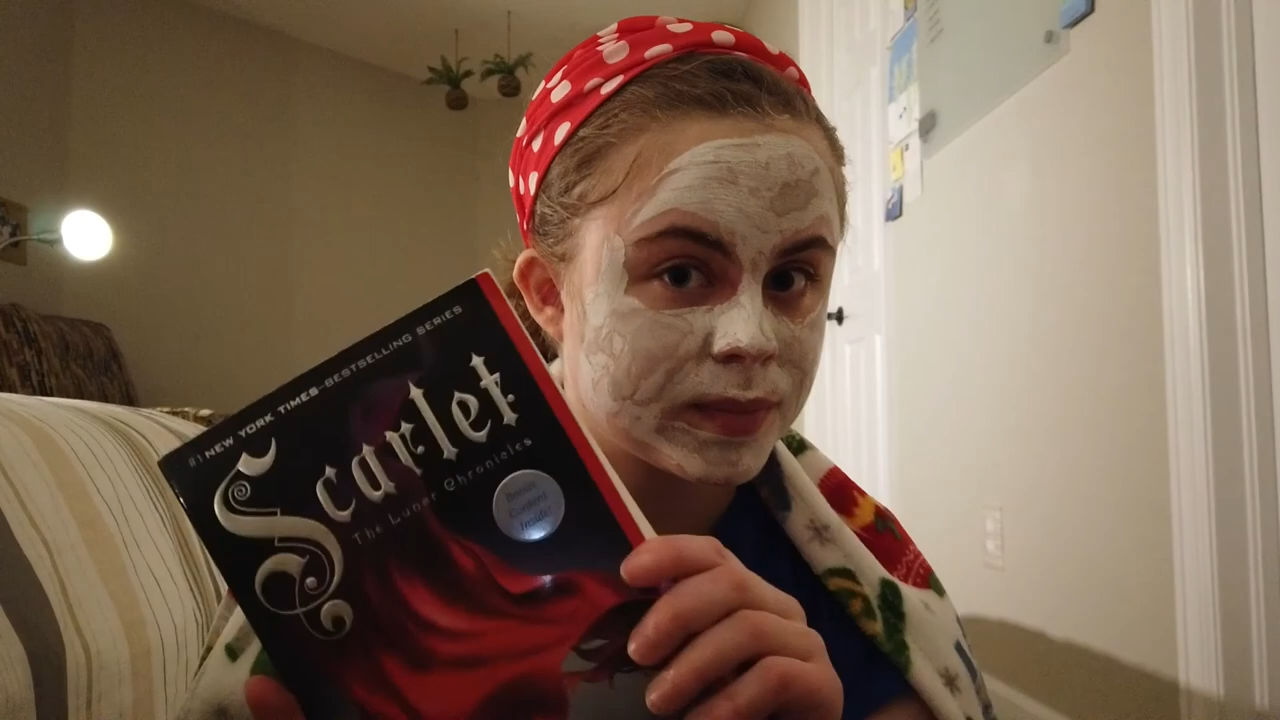 #1 NEW YORK TIMES–BESTSELLING SERIES
Scarlet
The Lunar Chronicles
Bonus
Content
Inside!